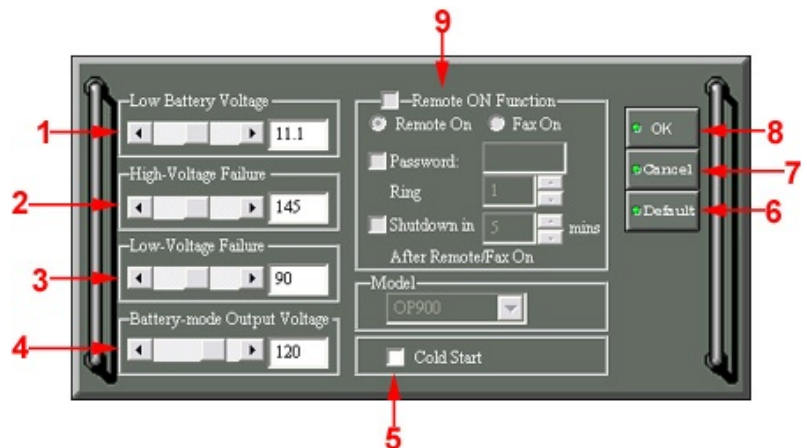 9
Low Battery Voltage
1
11.1
High-Voltage Failure
2
145
Low-Voltage Failure
3
90
Battery-mode Output Voltage
4
120
Remote ON Function
Remote On Fax On
Password:
Ring 1
Shutdown in 5 mins
After Remote/Fax On
Model
OP900
Cold Start
5
OK
8
Cancel
7
Default
6